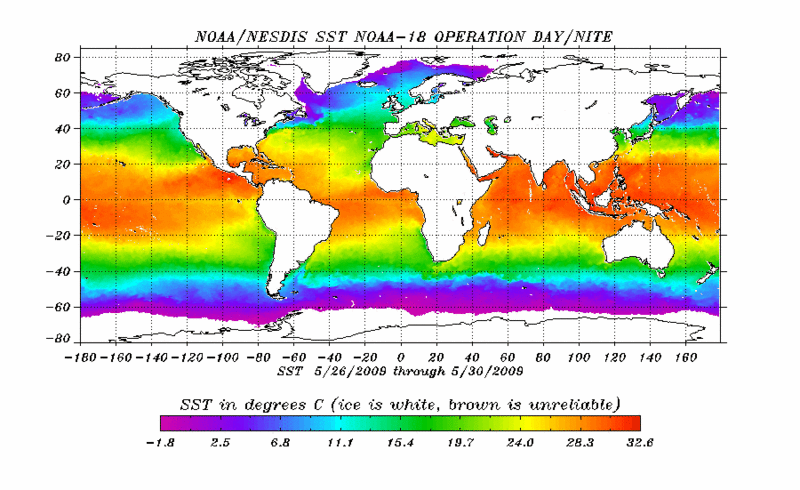 NOAA/NESDIS SST NOAA-18 OPERATION DAY/NITE
80
60
40
20
0
-20
-40
-60
-80
-180 -160 -140 -120 -100 -80 -60 -40 -20 0 20 40 60 80 100 120 140 160
SST 5/26/2009 through 5/30/2009
SST in degrees C (ice is white, brown is unreliable)
-1.8 2.5 6.8 11.1 15.4 19.7 24.0 28.3 32.6